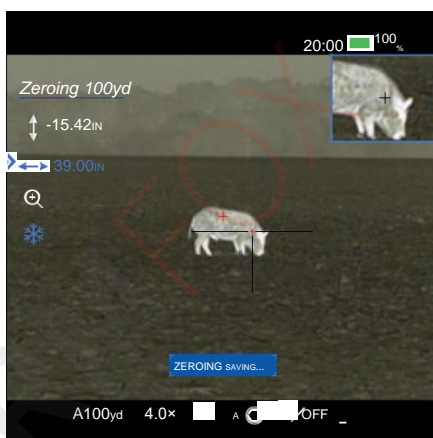 20:00 100%
Zeroing 100yd
-15.42IN
39.00IN
ZEROING SAVING...
A100yd 4.0× A OFF